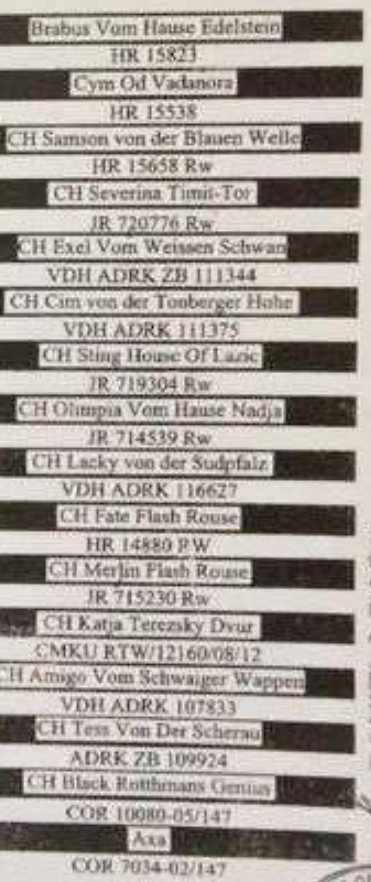 Brabus Vom Hause Edelstein
HR 15823
Cym Od Vadanora
HR 15538
CH Samson von der Blauen Welle
HR 15658 Rw
CH Severina Timit-Tor
JR 720776 Rw
CH Exel Vom Weissen Schwan
VDH ADRK ZB 111344
CH Cim von der Tonberger Hohe
VDH ADRK 111375
CH Sting House Of Lazic
JR 719304 Rw
CH Olimpia Vom Hause Nadja
JR 714539 Rw
CH Lacky von der Sudpfalz
VDH ADRK 116627
CH Fate Flash Rouse
HR 14880 RW
CH Merlin Flash Rouse
JR 715230 Rw
CH Katja Terezsky Dvur
CMKU RTW/12160/08/12
CH Amigo Vom Schwaiger Wappen
VDH ADRK 107833
CH Tess Von Der Scherau
ADRK ZB 109924
CH Black Rotthmans Genius
COR 10080-05/147
Axa
COR 7034-02/147